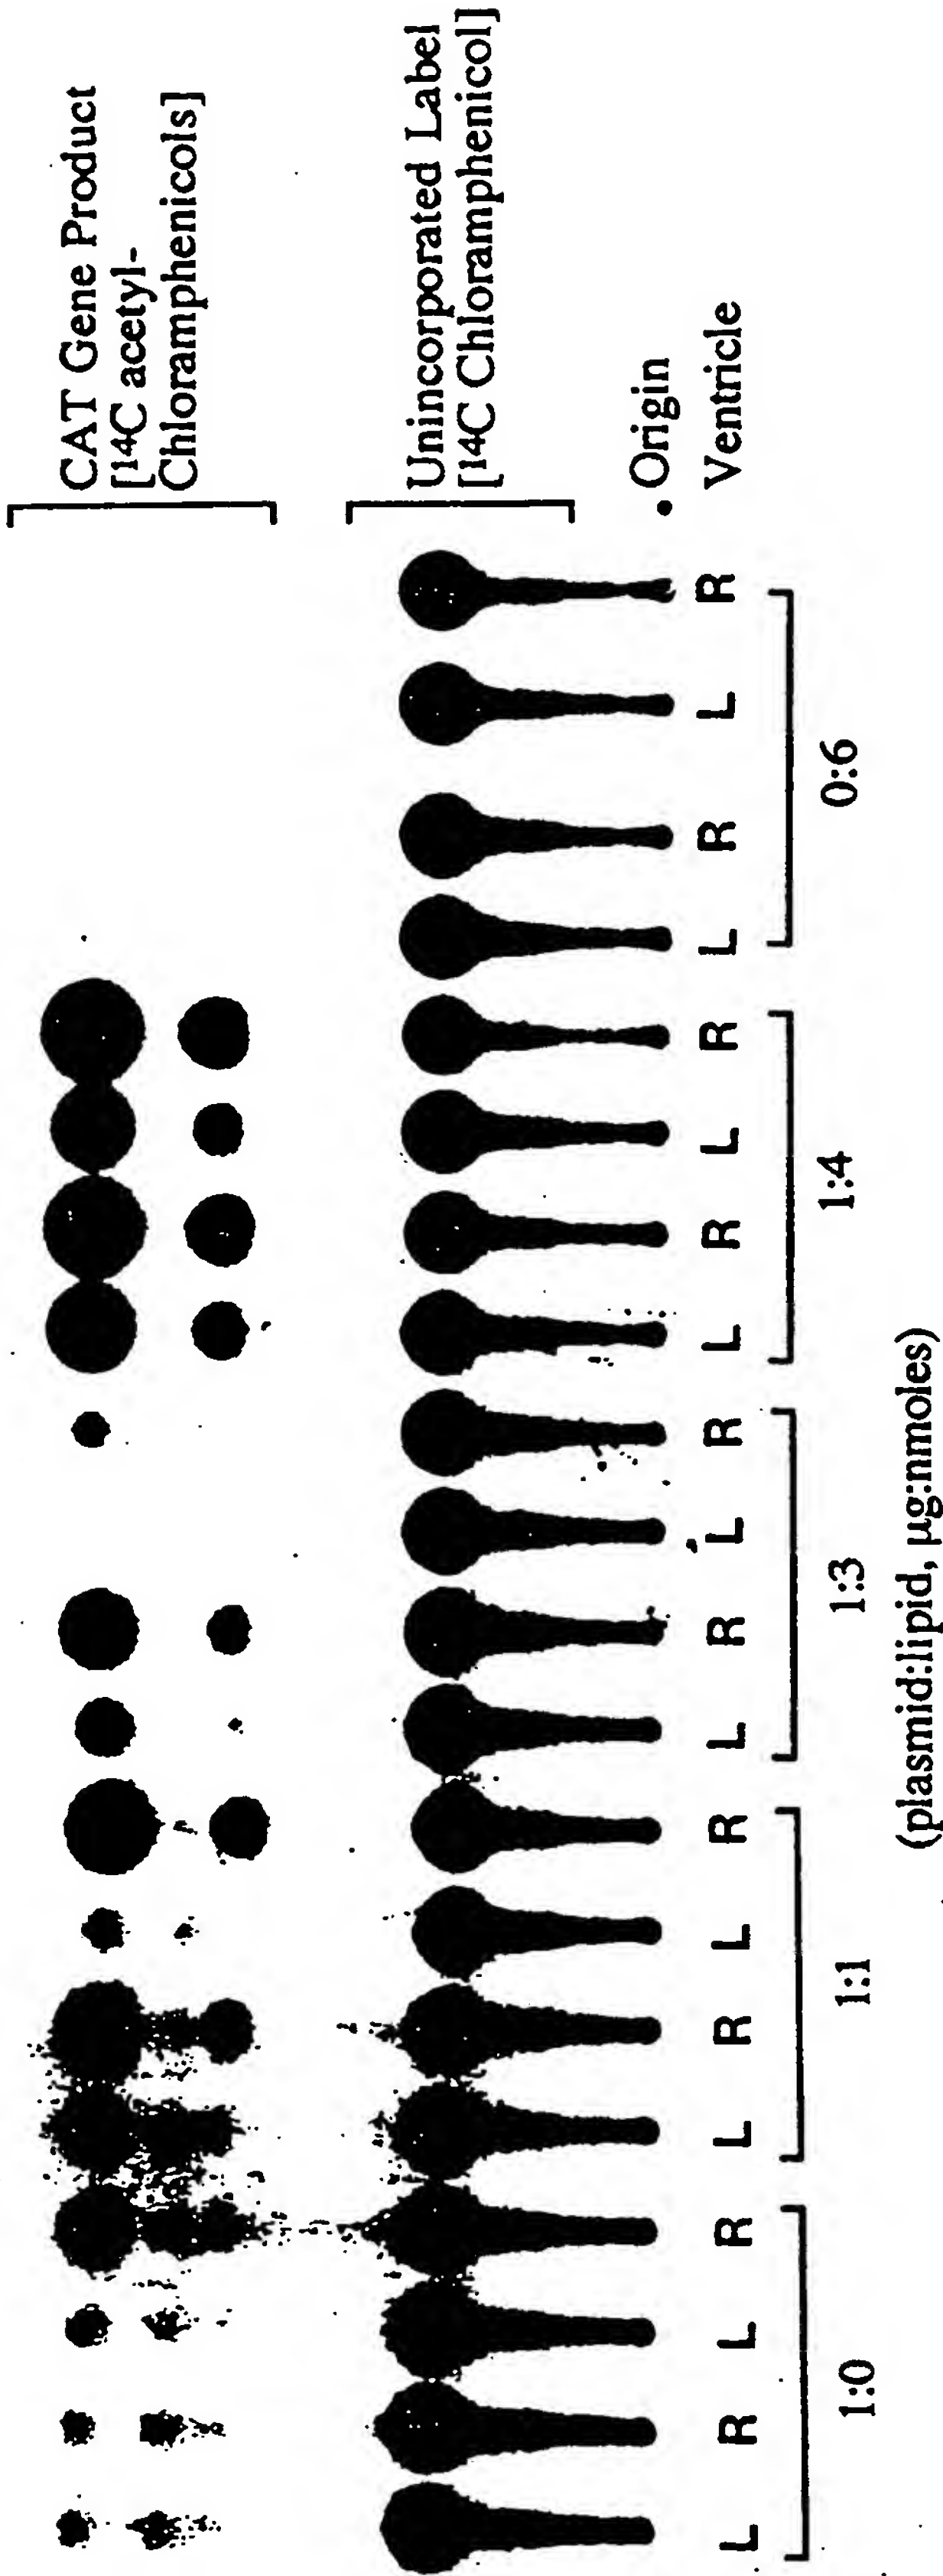 CAT Gene Product
[14C acetyl-
Chloramphenicols]
Unincorporated Label
[14C Chloramphenicol]
• Origin
Ventricle
L R L R L R L R L R L R L R L R L R L R
1:0 1:1 1:3 1:4 0:6
(plasmid:lipid, µg:nmoles)